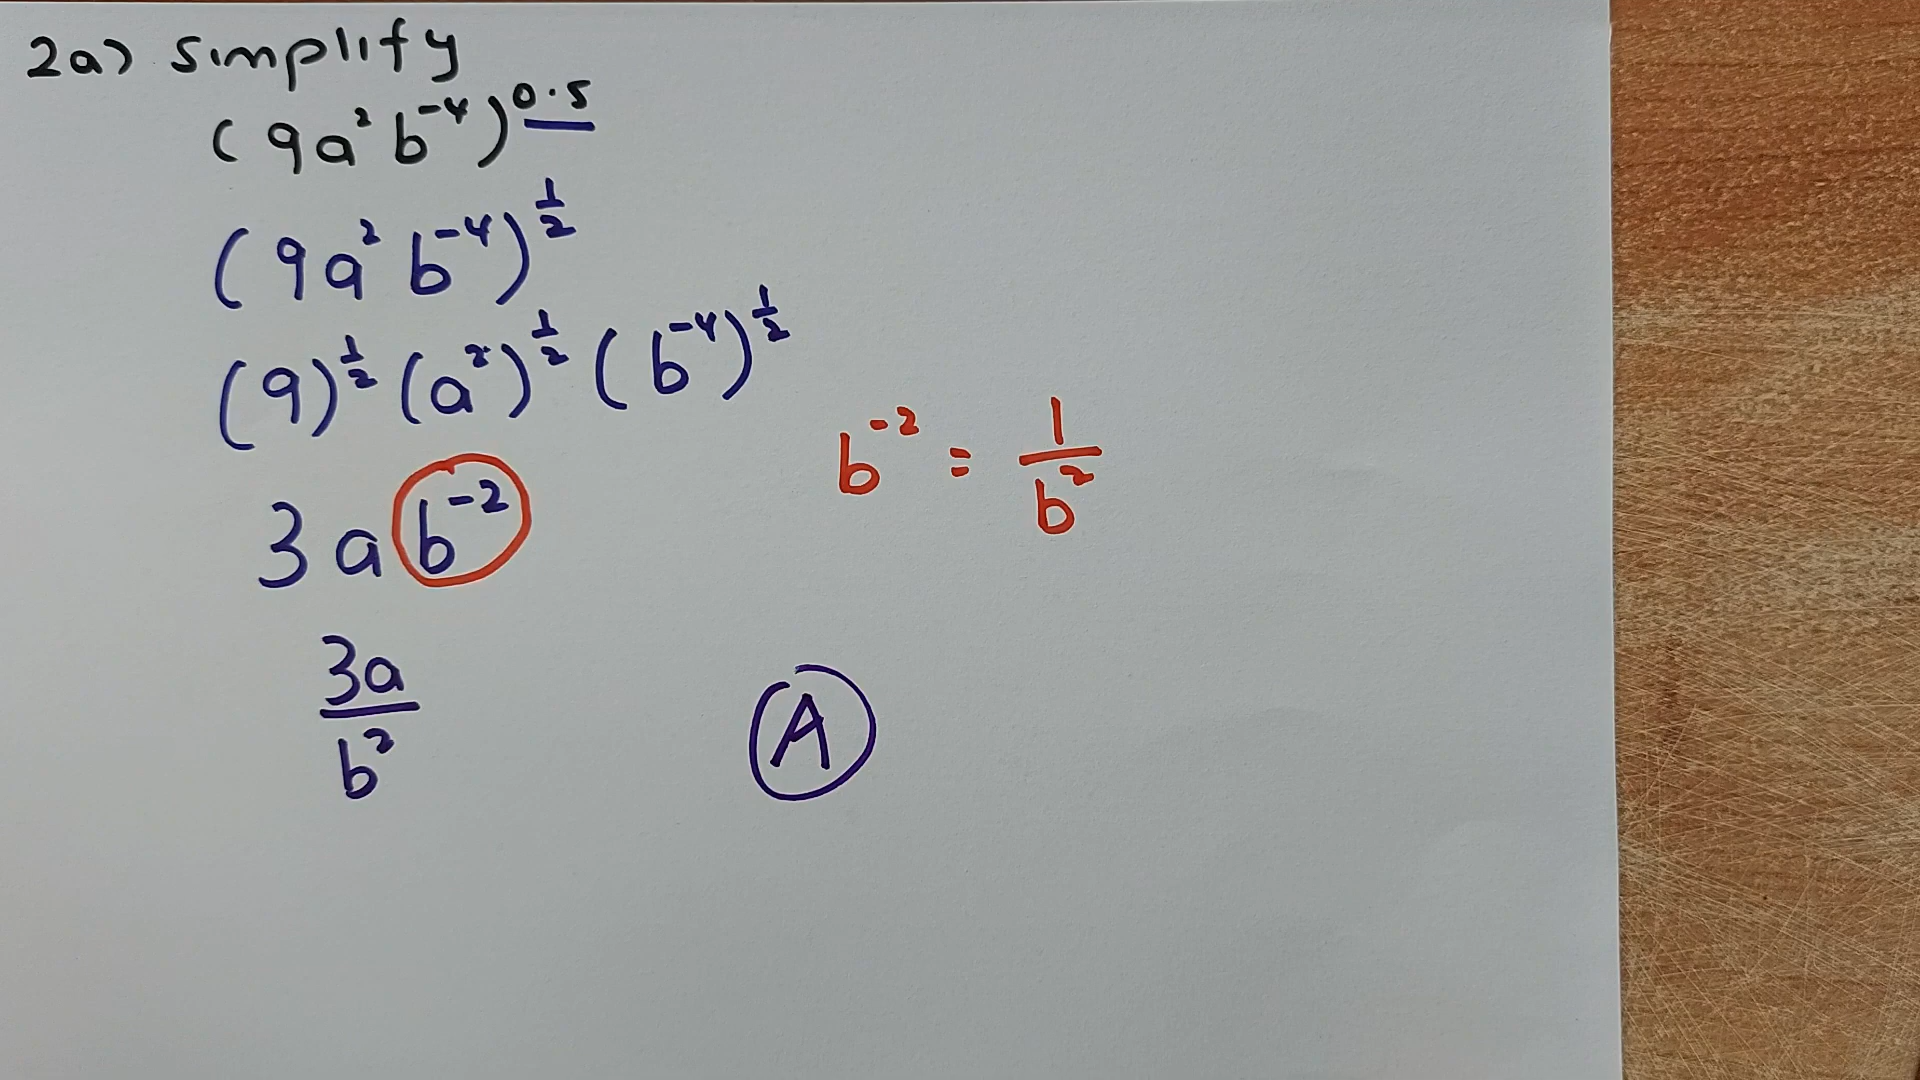 2a) Simplify
(9a²b⁻⁴)^0.5
(9a²b⁻⁴)^1/2
(9)^1/2 (a²)^1/2 (b⁻⁴)^1/2
b⁻² = 1/b²
3ab⁻²
3a/b²
A